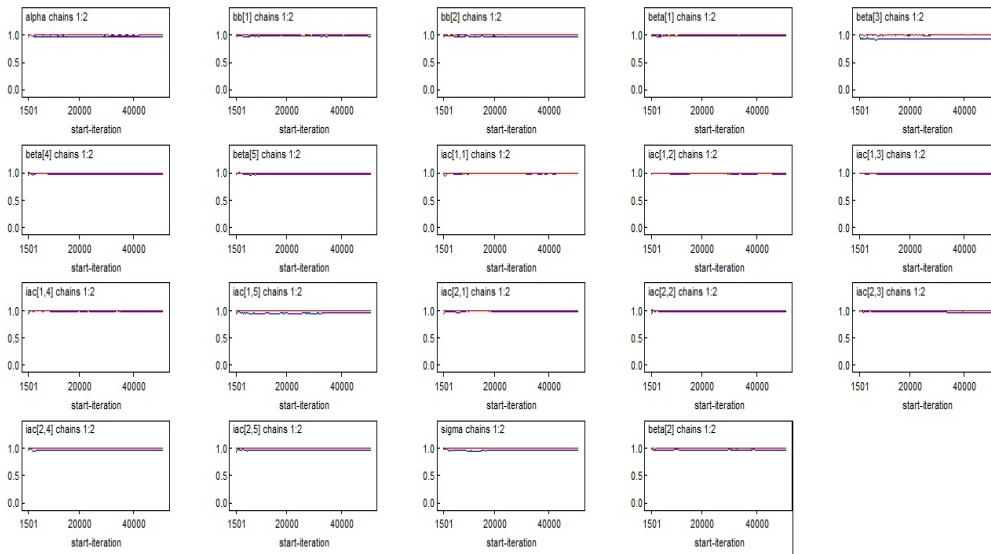 alpha chains 1:2
1.0
0.5
0.0
1501 20000 40000
start-iteration
bb[1] chains 1:2
1.0
0.5
0.0
1501 20000 40000
start-iteration
bb[2] chains 1:2
1.0
0.5
0.0
1501 20000 40000
start-iteration
beta[1] chains 1:2
1.0
0.5
0.0
1501 20000 40000
start-iteration
beta[3] chains 1:2
1.0
0.5
0.0
1501 20000 40000
start-iteration
beta[4] chains 1:2
1.0
0.5
0.0
1501 20000 40000
start-iteration
beta[5] chains 1:2
1.0
0.5
0.0
1501 20000 40000
start-iteration
iac[1,1] chains 1:2
1.0
0.5
0.0
1501 20000 40000
start-iteration
iac[1,2] chains 1:2
1.0
0.5
0.0
1501 20000 40000
start-iteration
iac[1,3] chains 1:2
1.0
0.5
0.0
1501 20000 40000
start-iteration
iac[1,4] chains 1:2
1.0
0.5
0.0
1501 20000 40000
start-iteration
iac[1,5] chains 1:2
1.0
0.5
0.0
1501 20000 40000
start-iteration
iac[2,1] chains 1:2
1.0
0.5
0.0
1501 20000 40000
start-iteration
iac[2,2] chains 1:2
1.0
0.5
0.0
1501 20000 40000
start-iteration
iac[2,3] chains 1:2
1.0
0.5
0.0
1501 20000 40000
start-iteration
iac[2,4] chains 1:2
1.0
0.5
0.0
1501 20000 40000
start-iteration
iac[2,5] chains 1:2
1.0
0.5
0.0
1501 20000 40000
start-iteration
sigma chains 1:2
1.0
0.5
0.0
1501 20000 40000
start-iteration
beta[2] chains 1:2
1.0
0.5
0.0
1501 20000 40000
start-iteration